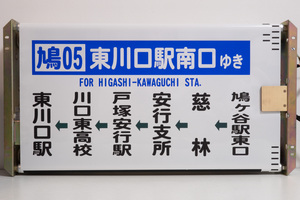 鳩05 東川口駅南口 ゆき
FOR HIGASHI-KAWAGUCHI STA.
鳩ヶ谷駅東口
慈林
安行支所
戸塚安行駅
川口東高校
東川口駅